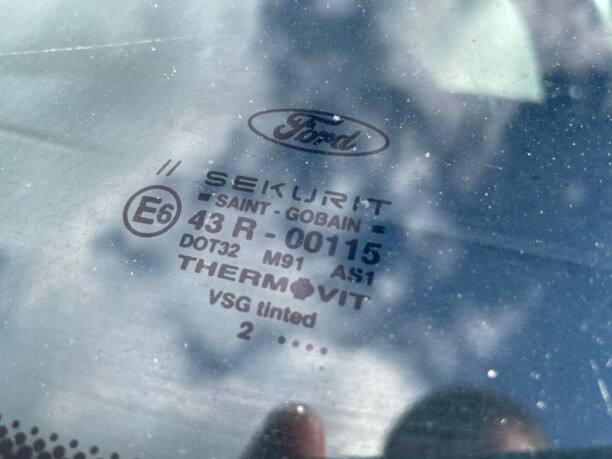 Ford
SEKURIT
SAINT - GOBAIN
E6 43 R - 00115
DOT32 M91 AS1
THERMOVIT
VSG tinted
2 ....